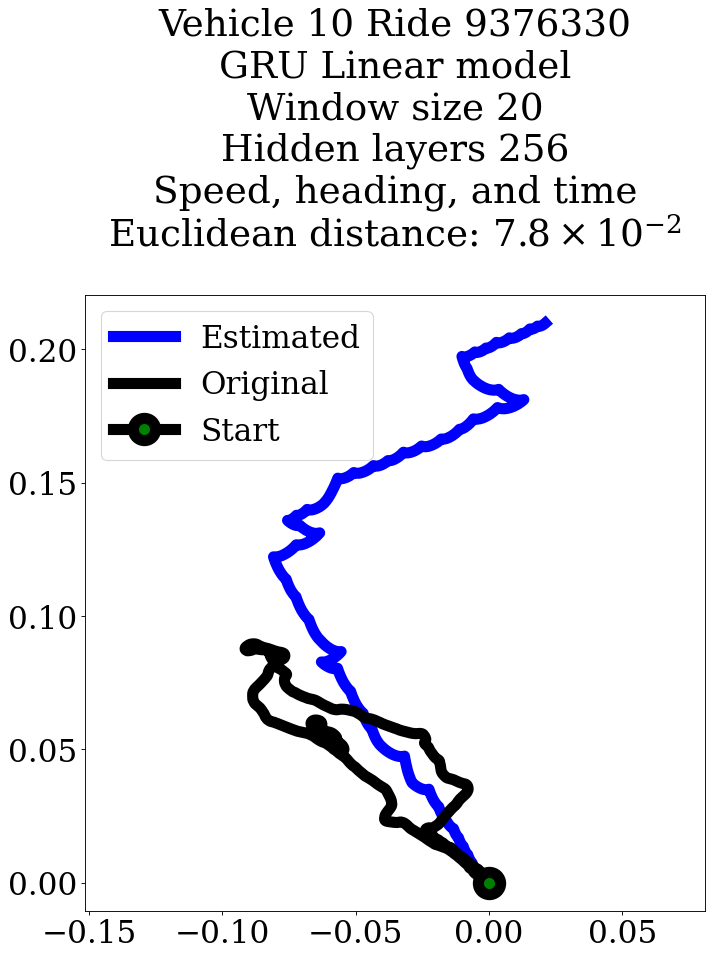 Vehicle 10 Ride 9376330
GRU Linear model
Window size 20
Hidden layers 256
Speed, heading, and time
Euclidean distance: 7.8 × 10⁻²
Estimated
Original
Start
0.20
0.15
0.10
0.05
0.00
−0.15 −0.10 −0.05 0.00 0.05